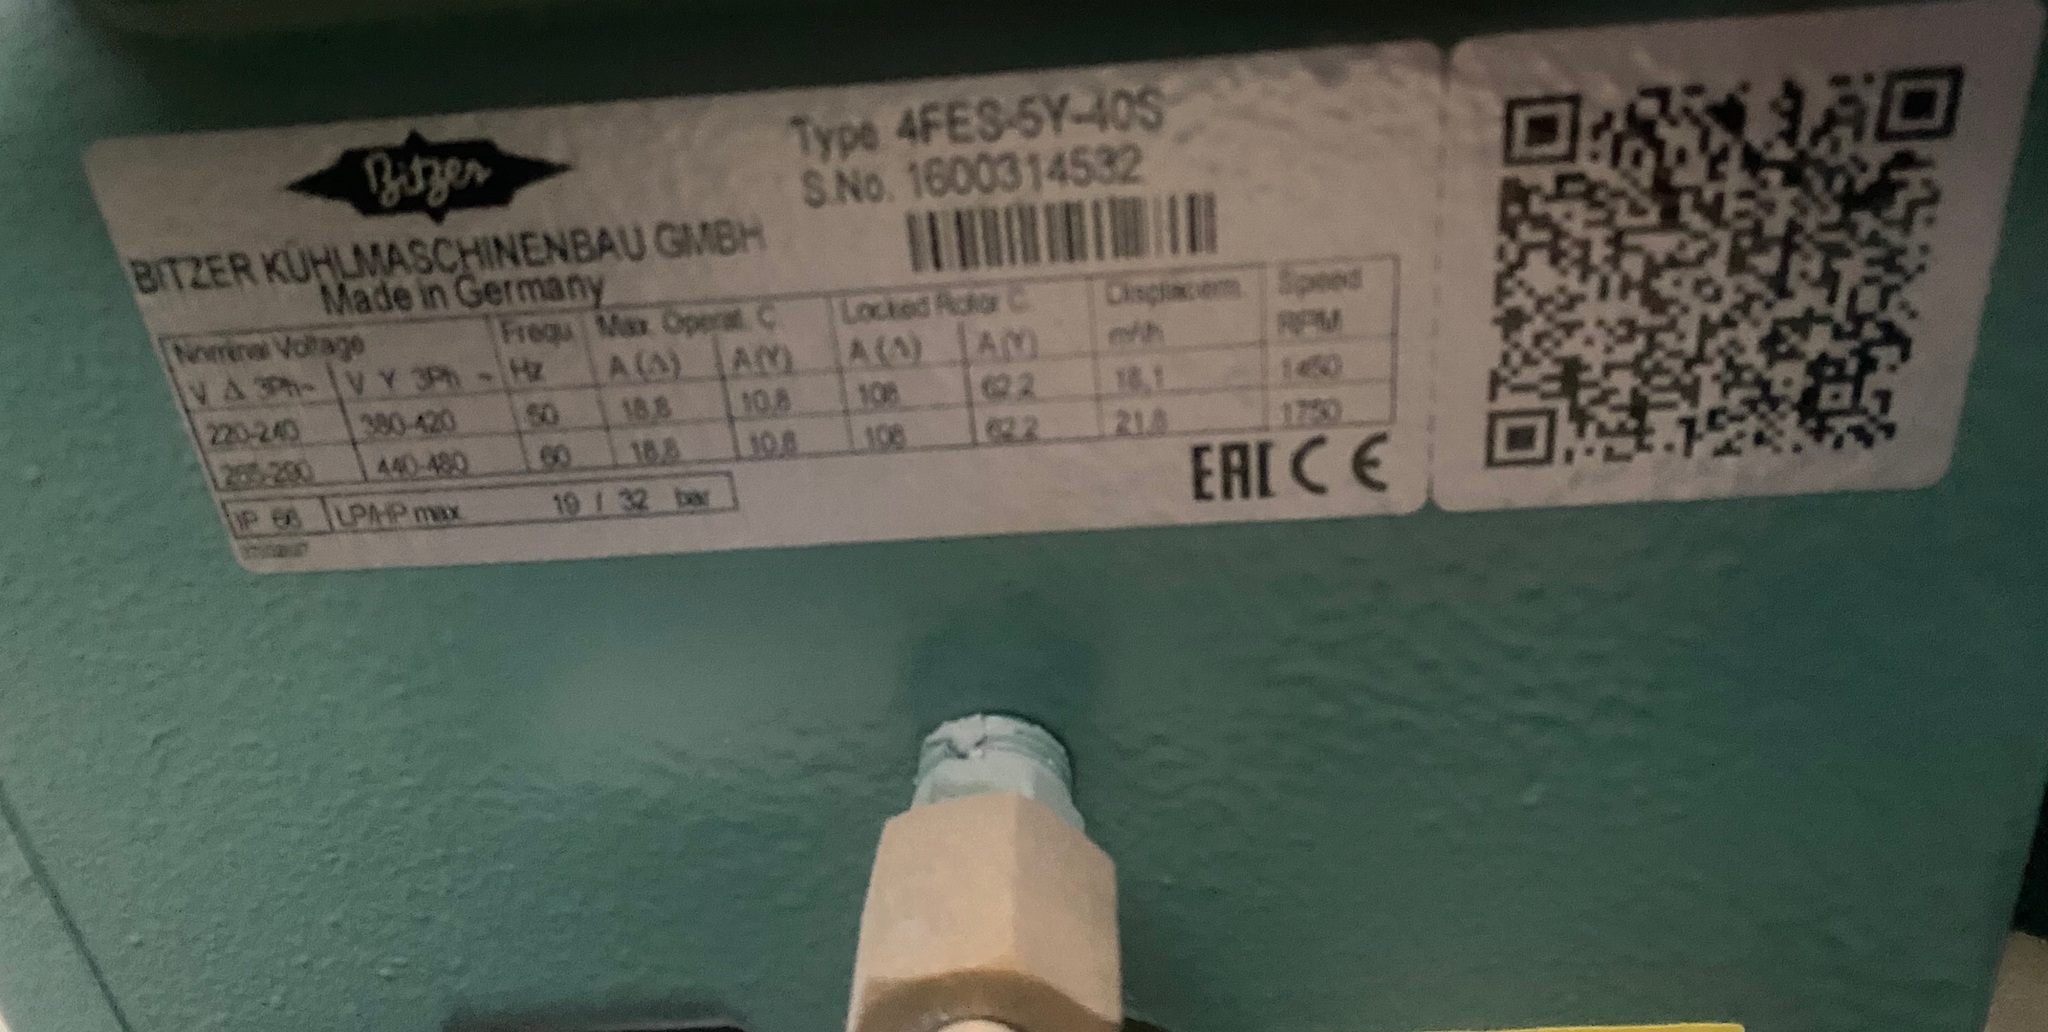 Bitzer
Type 4FES-5Y-40S
S.No. 1600314532
BITZER KÜHLMASCHINENBAU GMBH
Made in Germany
Nominal Voltage Frequ. Max. Operat. C. Locked Rotor C. Displacem. Speed
V Δ 3Ph~ V Y 3Ph ~ Hz A (Δ) A(Y) A (Δ) A(Y) m³/h RPM
220-240 380-420 50 18,8 10,8 108 62.2 18,1 1450
265-290 440-480 60 18,8 10,8 108 62.2 21,8 1750
IP 66 LP/HP max 19 / 32 bar
EAC CE